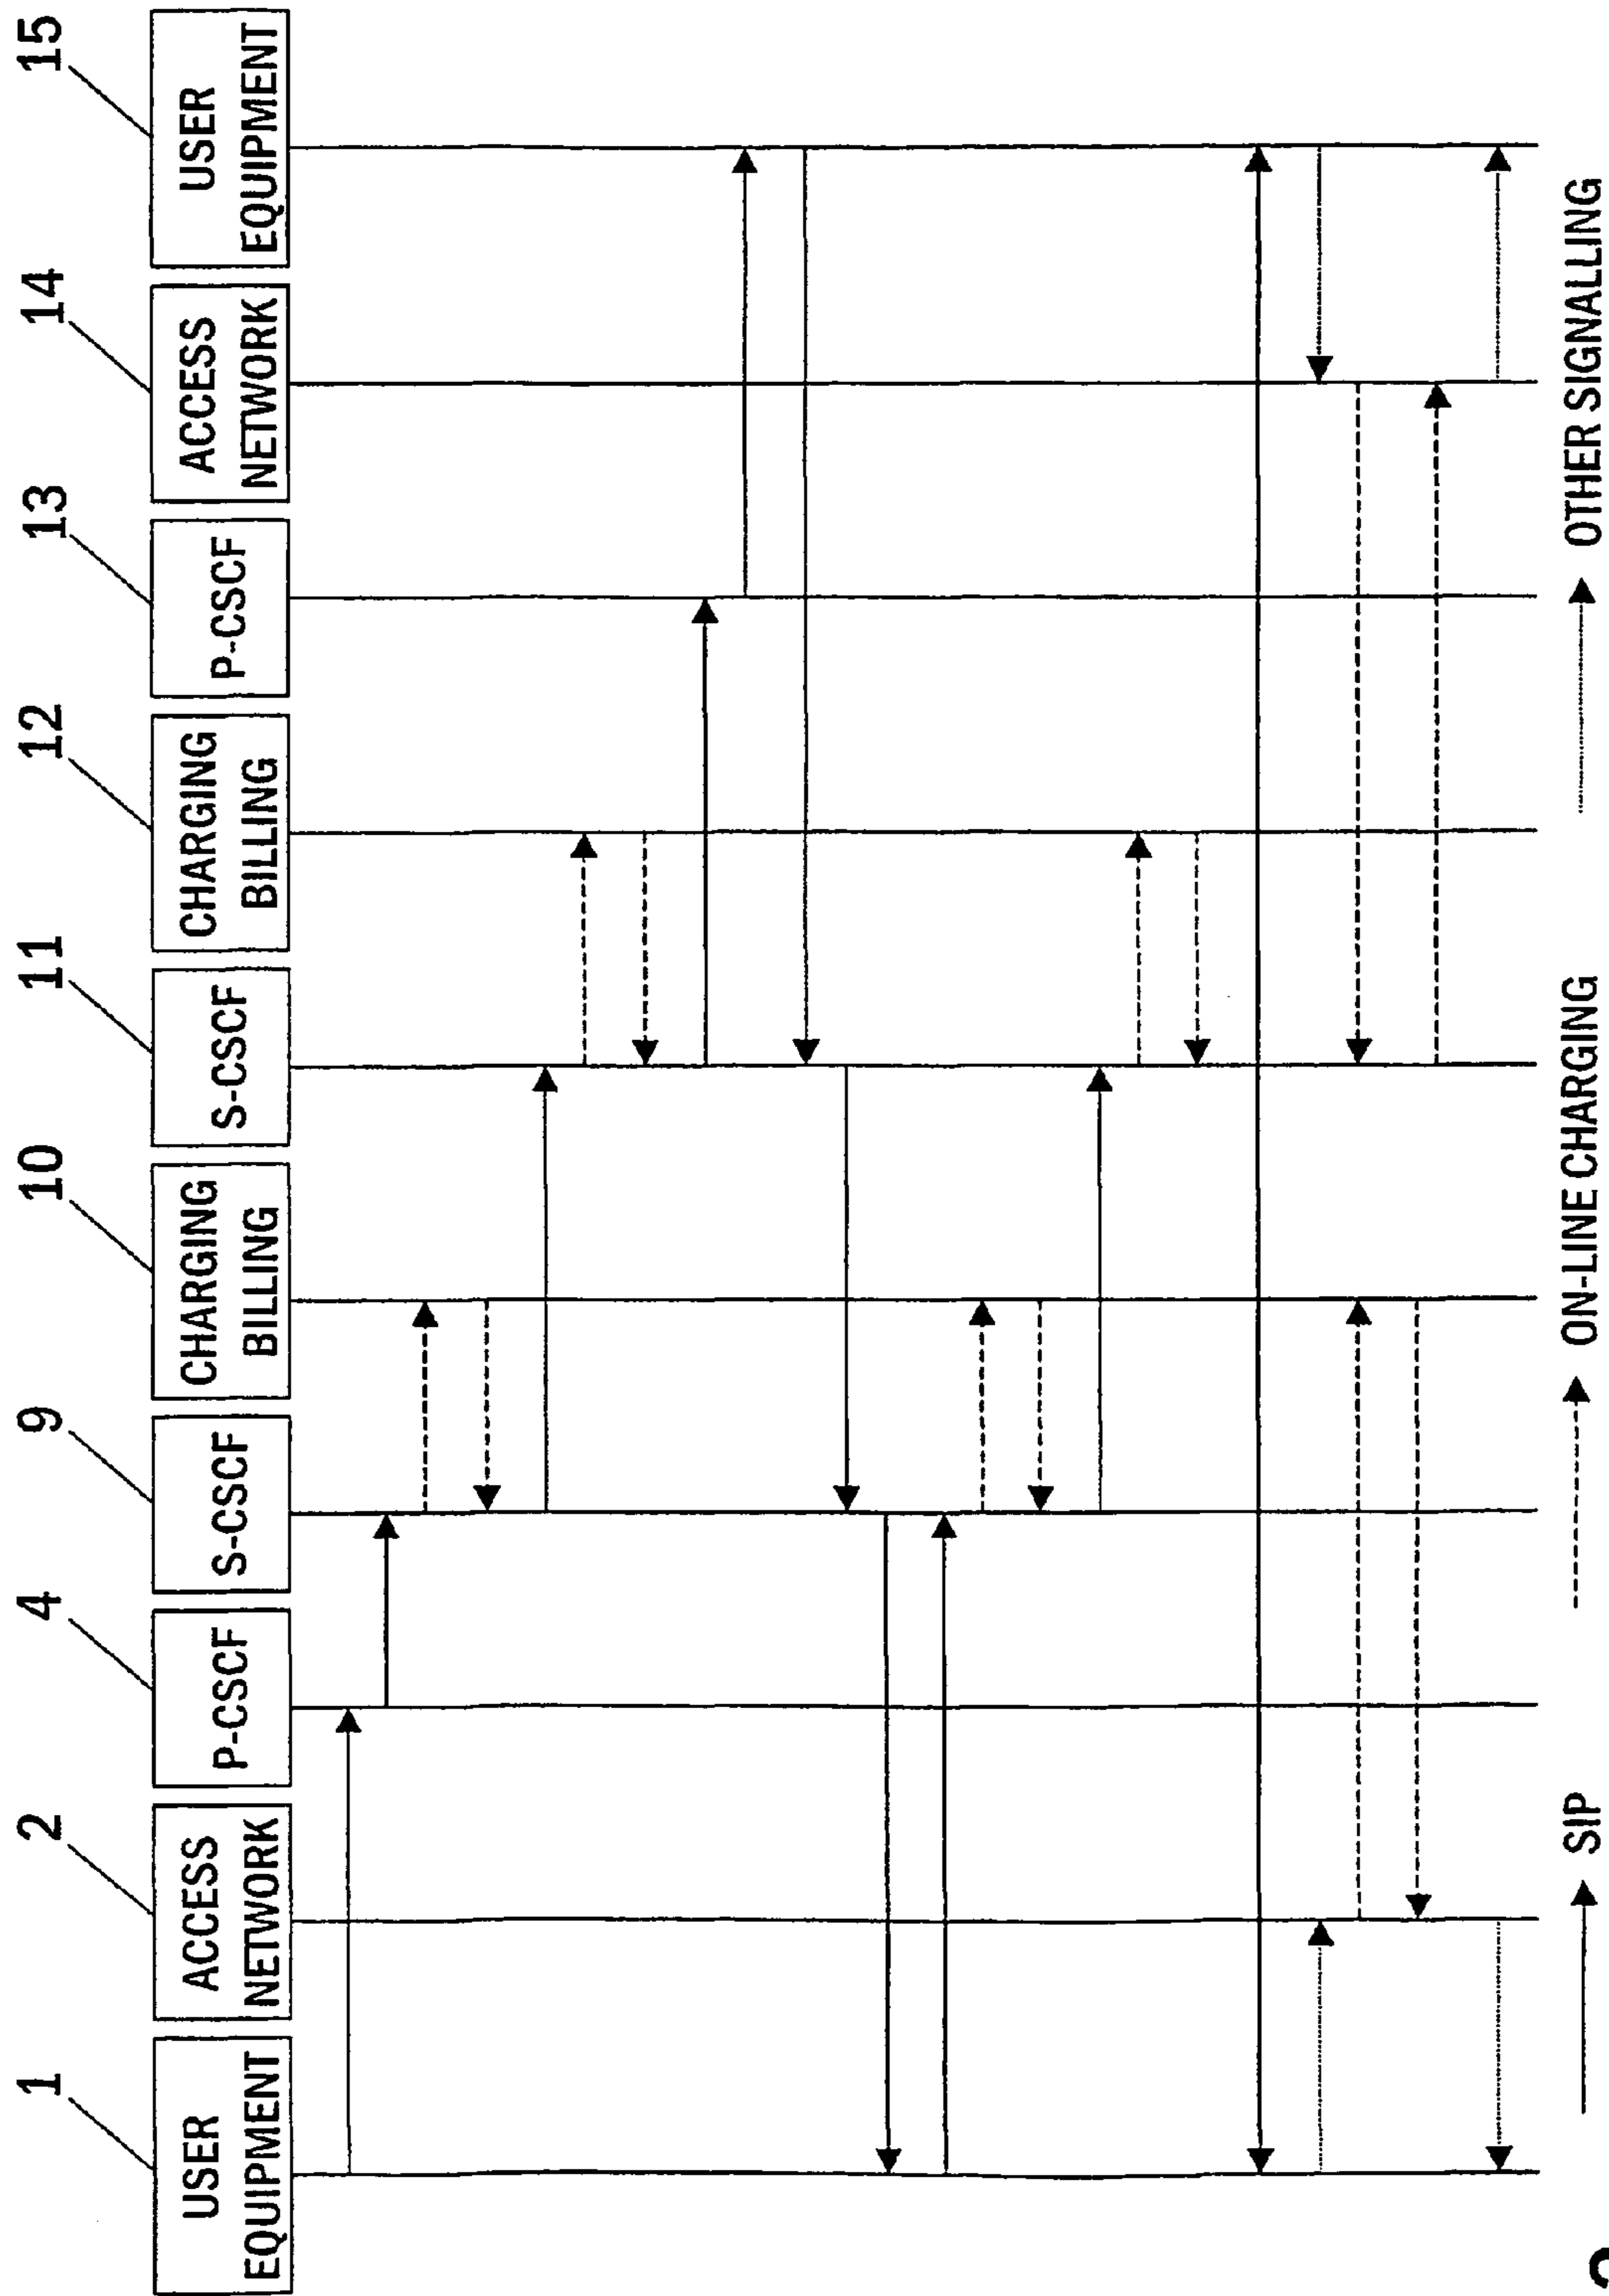 1
2
4
9
10
11
12
13
14
15
USER
EQUIPMENT
ACCESS
NETWORK
P-CSCF
S-CSCF
CHARGING
BILLING
S-CSCF
CHARGING
BILLING
P-CSCF
ACCESS
NETWORK
USER
EQUIPMENT
SIP
ON-LINE CHARGING
OTHER SIGNALLING